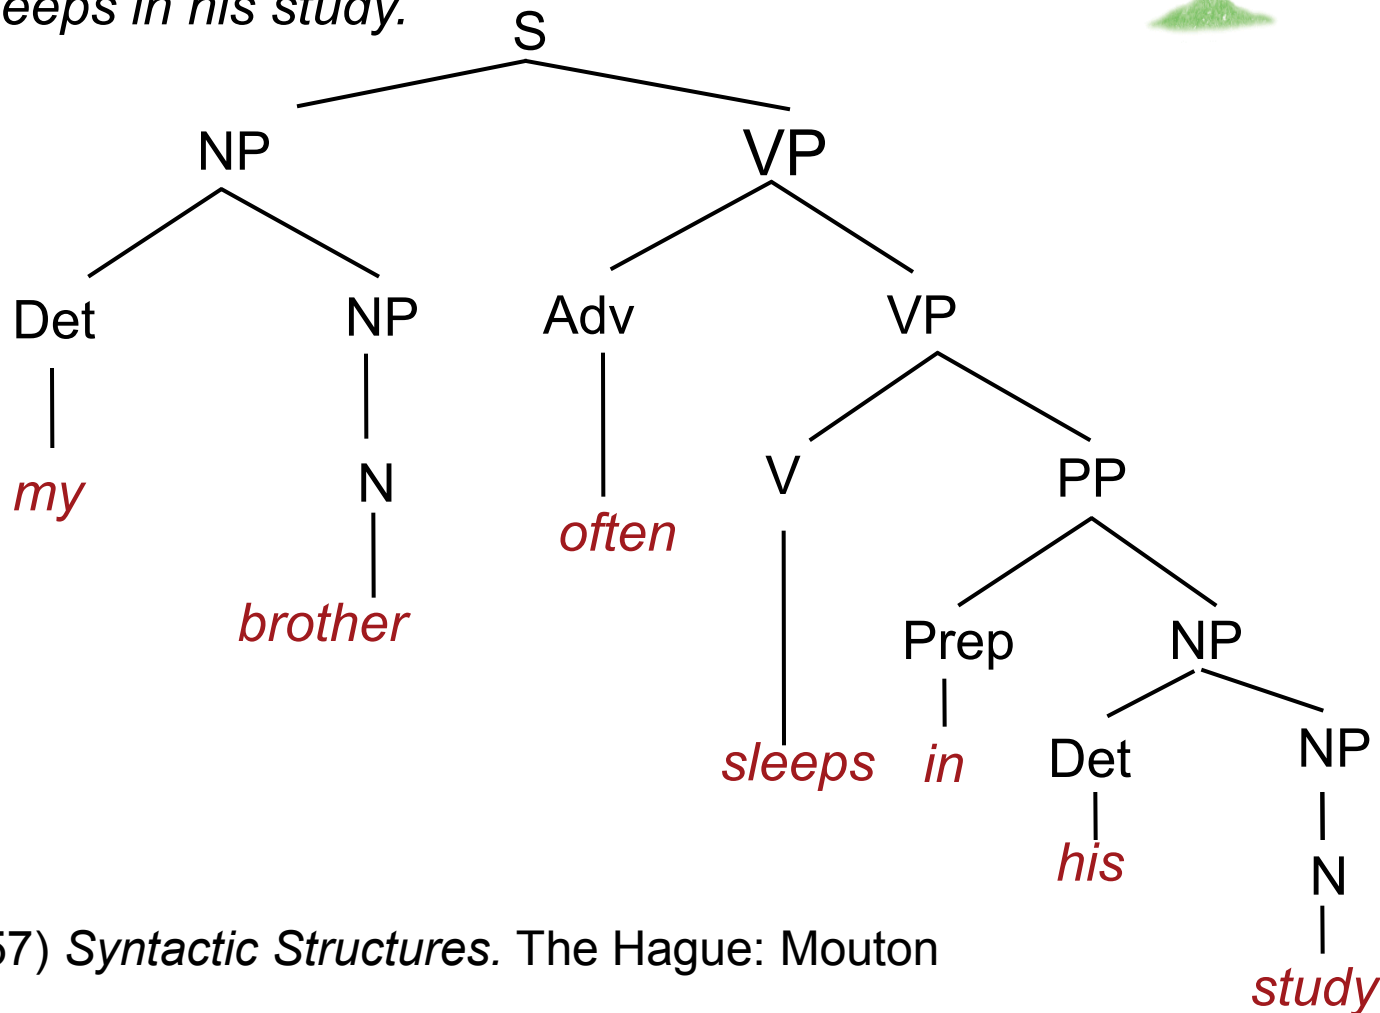 eeps in his study.
S
NP VP
Det NP Adv VP
my N often V PP
brother Prep NP
sleeps in Det NP
his N
57) Syntactic Structures. The Hague: Mouton
study